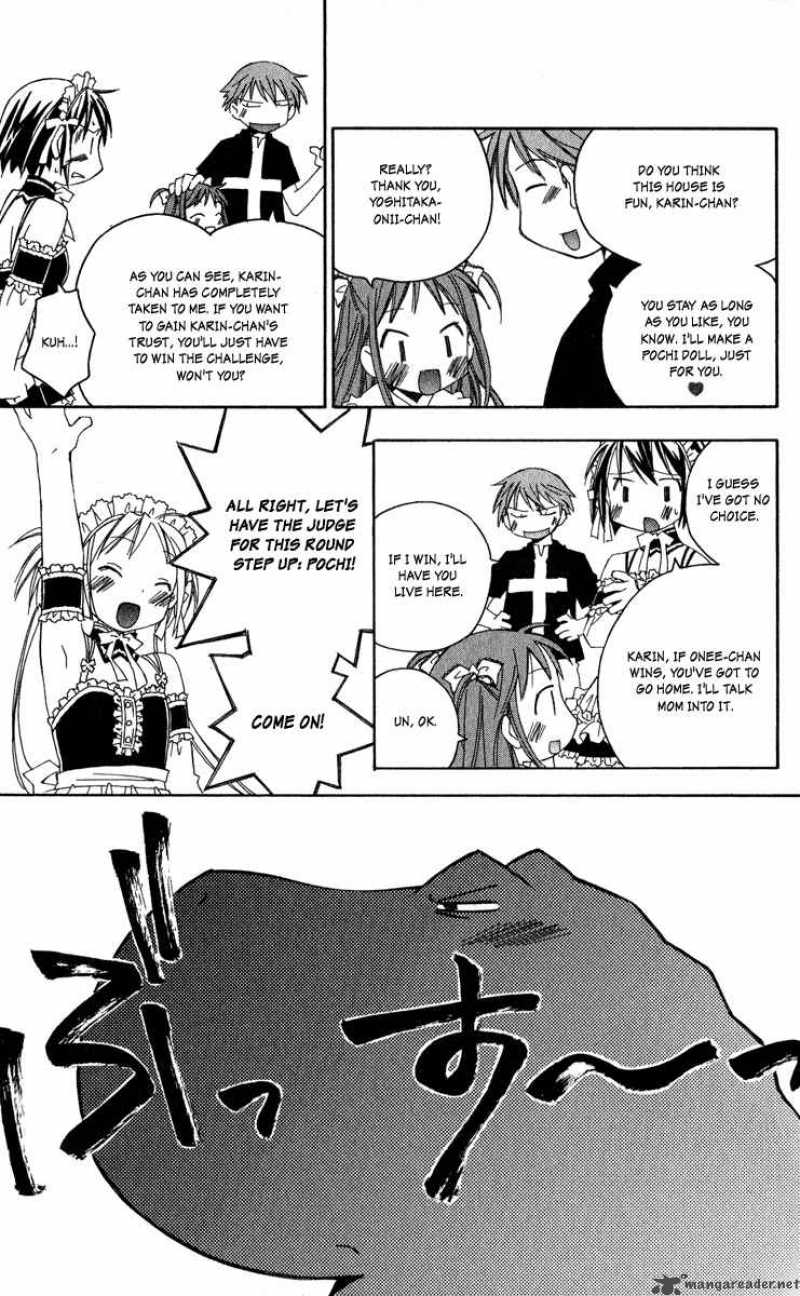 DO YOU THINK
THIS HOUSE IS
FUN, KARIN-CHAN?
REALLY?
THANK YOU,
YOSHITAKA-
ONII-CHAN!
YOU STAY AS LONG
AS YOU LIKE, YOU
KNOW. I'LL MAKE A
POCHI DOLL, JUST
FOR YOU.
AS YOU CAN SEE, KARIN-
CHAN HAS COMPLETELY
TAKEN TO ME. IF YOU WANT
TO GAIN KARIN-CHAN'S
TRUST, YOU'LL JUST HAVE
TO WIN THE CHALLENGE,
WON'T YOU?
KUH...!
I GUESS
I'VE GOT NO
CHOICE.
KARIN, IF ONEE-CHAN
WINS, YOU'VE GOT TO
GO HOME. I'LL TALK
MOM INTO IT.
IF I WIN, I'LL
HAVE YOU
LIVE HERE.
UN, OK.
ALL RIGHT, LET'S
HAVE THE JUDGE
FOR THIS ROUND
STEP UP: POCHI!
COME ON!
す〜っ
ぶっ
mangareader.net